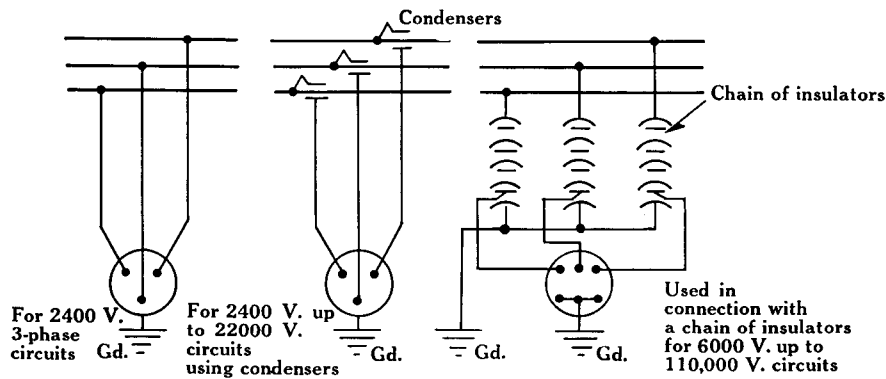 Condensers
Chain of insulators
For 2400 V.
3-phase
circuits
Gd.
For 2400 V. up
to 22000 V.
circuits
using condensers
Gd.
Gd.
Gd.
Used in
connection with
a chain of insulators
for 6000 V. up to
110,000 V. circuits